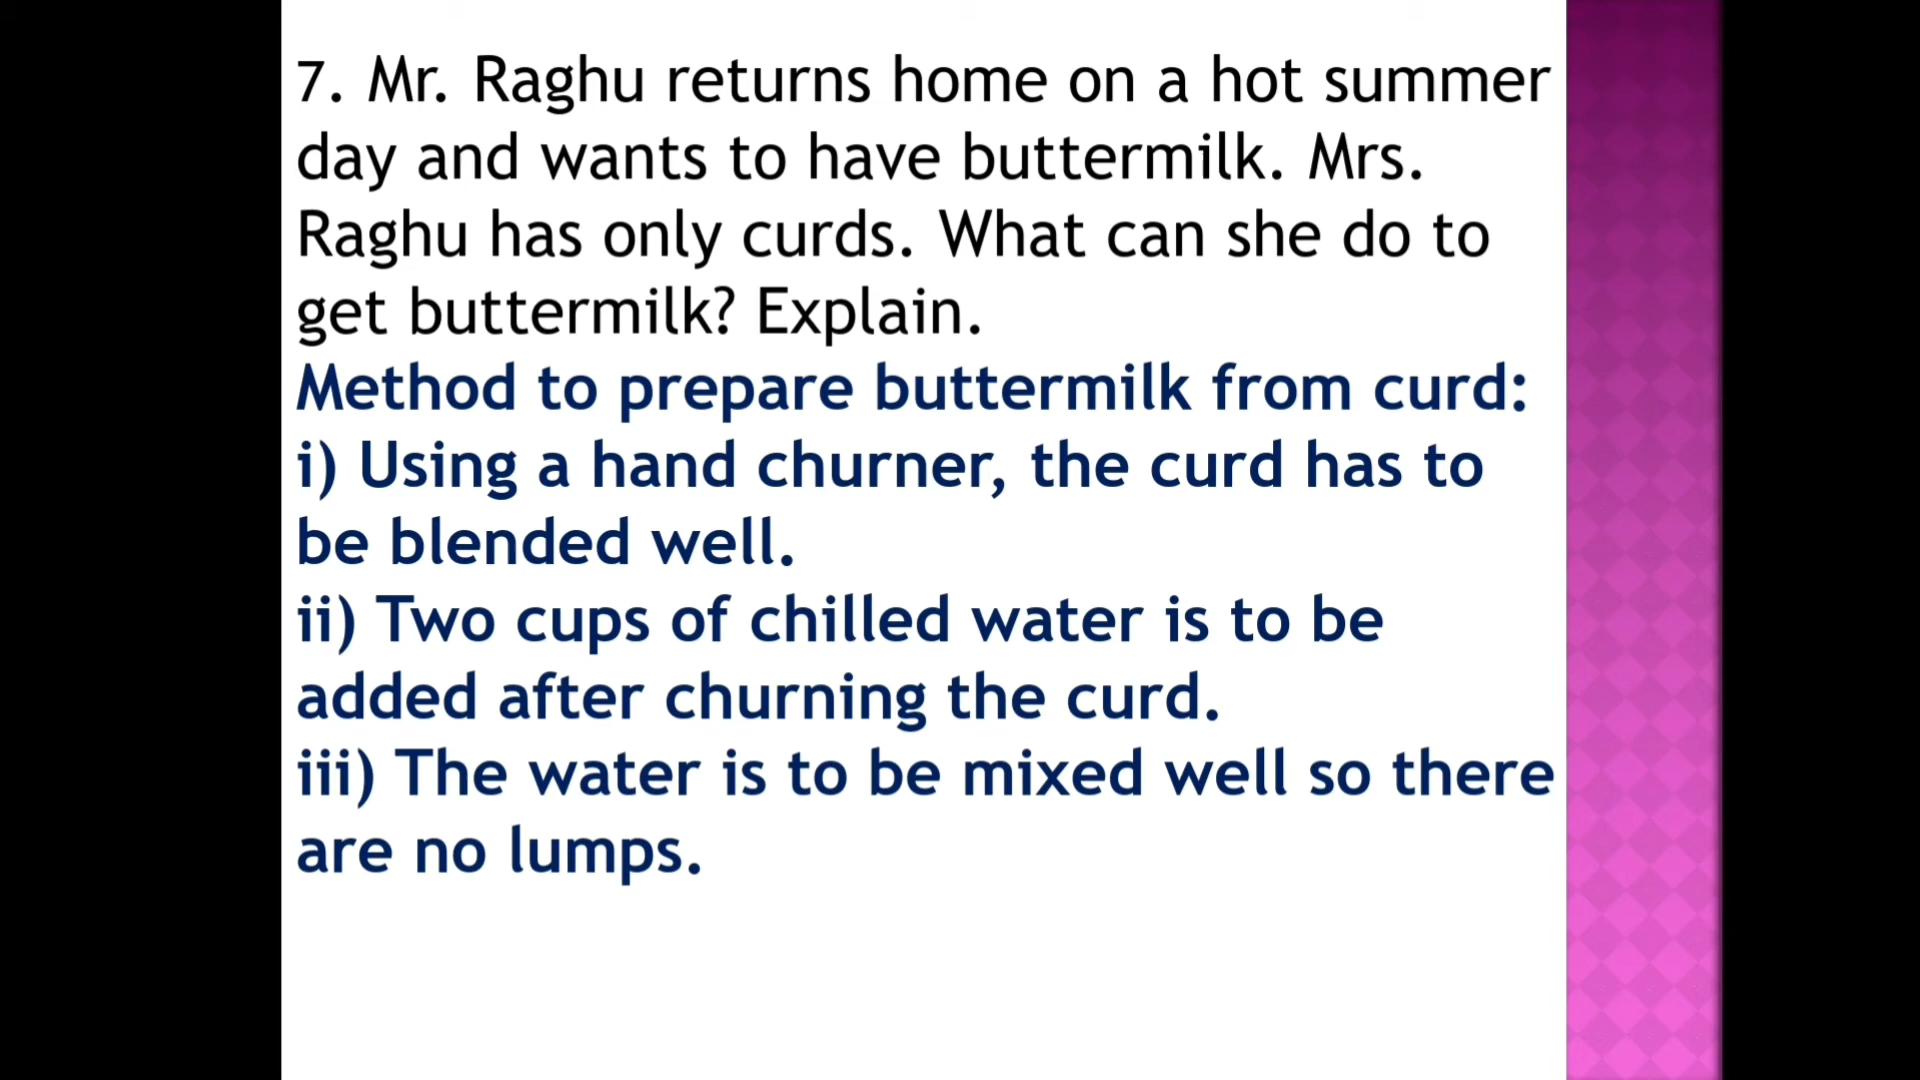 7. Mr. Raghu returns home on a hot summer
day and wants to have buttermilk. Mrs.
Raghu has only curds. What can she do to
get buttermilk? Explain.
Method to prepare buttermilk from curd:
i) Using a hand churner, the curd has to
be blended well.
ii) Two cups of chilled water is to be
added after churning the curd.
iii) The water is to be mixed well so there
are no lumps.